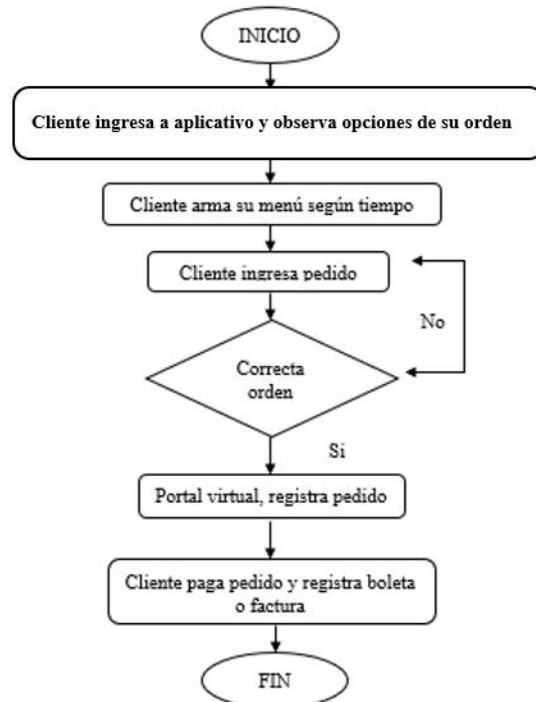 INICIO
Cliente ingresa a aplicativo y observa opciones de su orden
Cliente arma su menú según tiempo
Cliente ingresa pedido
No
Correcta
orden
Si
Portal virtual, registra pedido
Cliente paga pedido y registra boleta
o factura
FIN